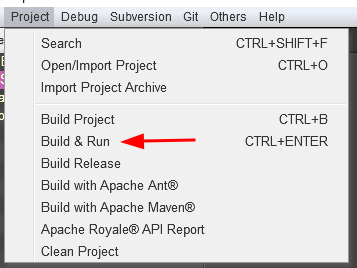 Project Debug Subversion Git Others Help
Search CTRL+SHIFT+F
Open/Import Project CTRL+O
Import Project Archive
Build Project CTRL+B
Build & Run CTRL+ENTER
Build Release
Build with Apache Ant®
Build with Apache Maven®
Apache Royale® API Report
Clean Project